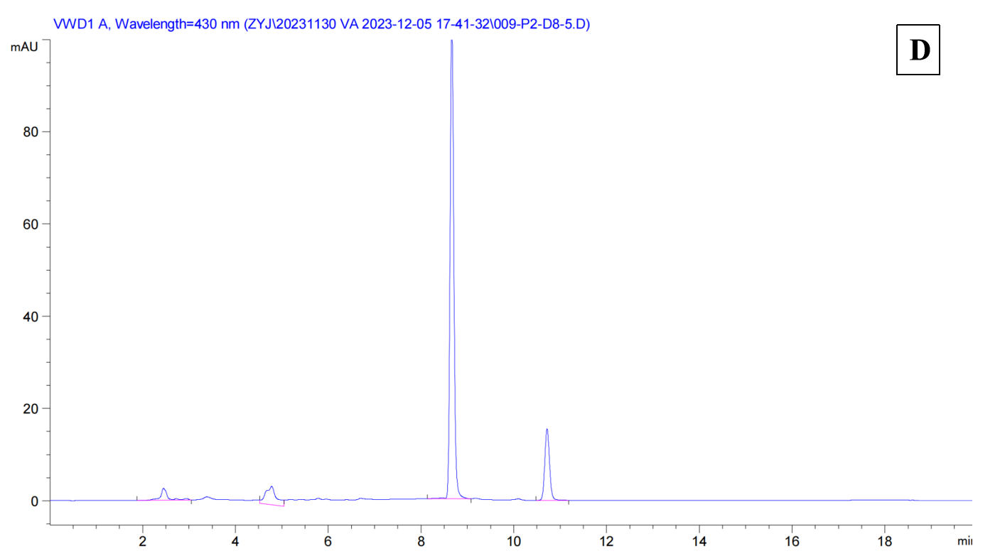 VWD1 A, Wavelength=430 nm (ZYJ\20231130 VA 2023-12-05 17-41-32\009-P2-D8-5.D)
mAU
D
80
60
40
20
0
2 4 6 8 10 12 14 16 18 min